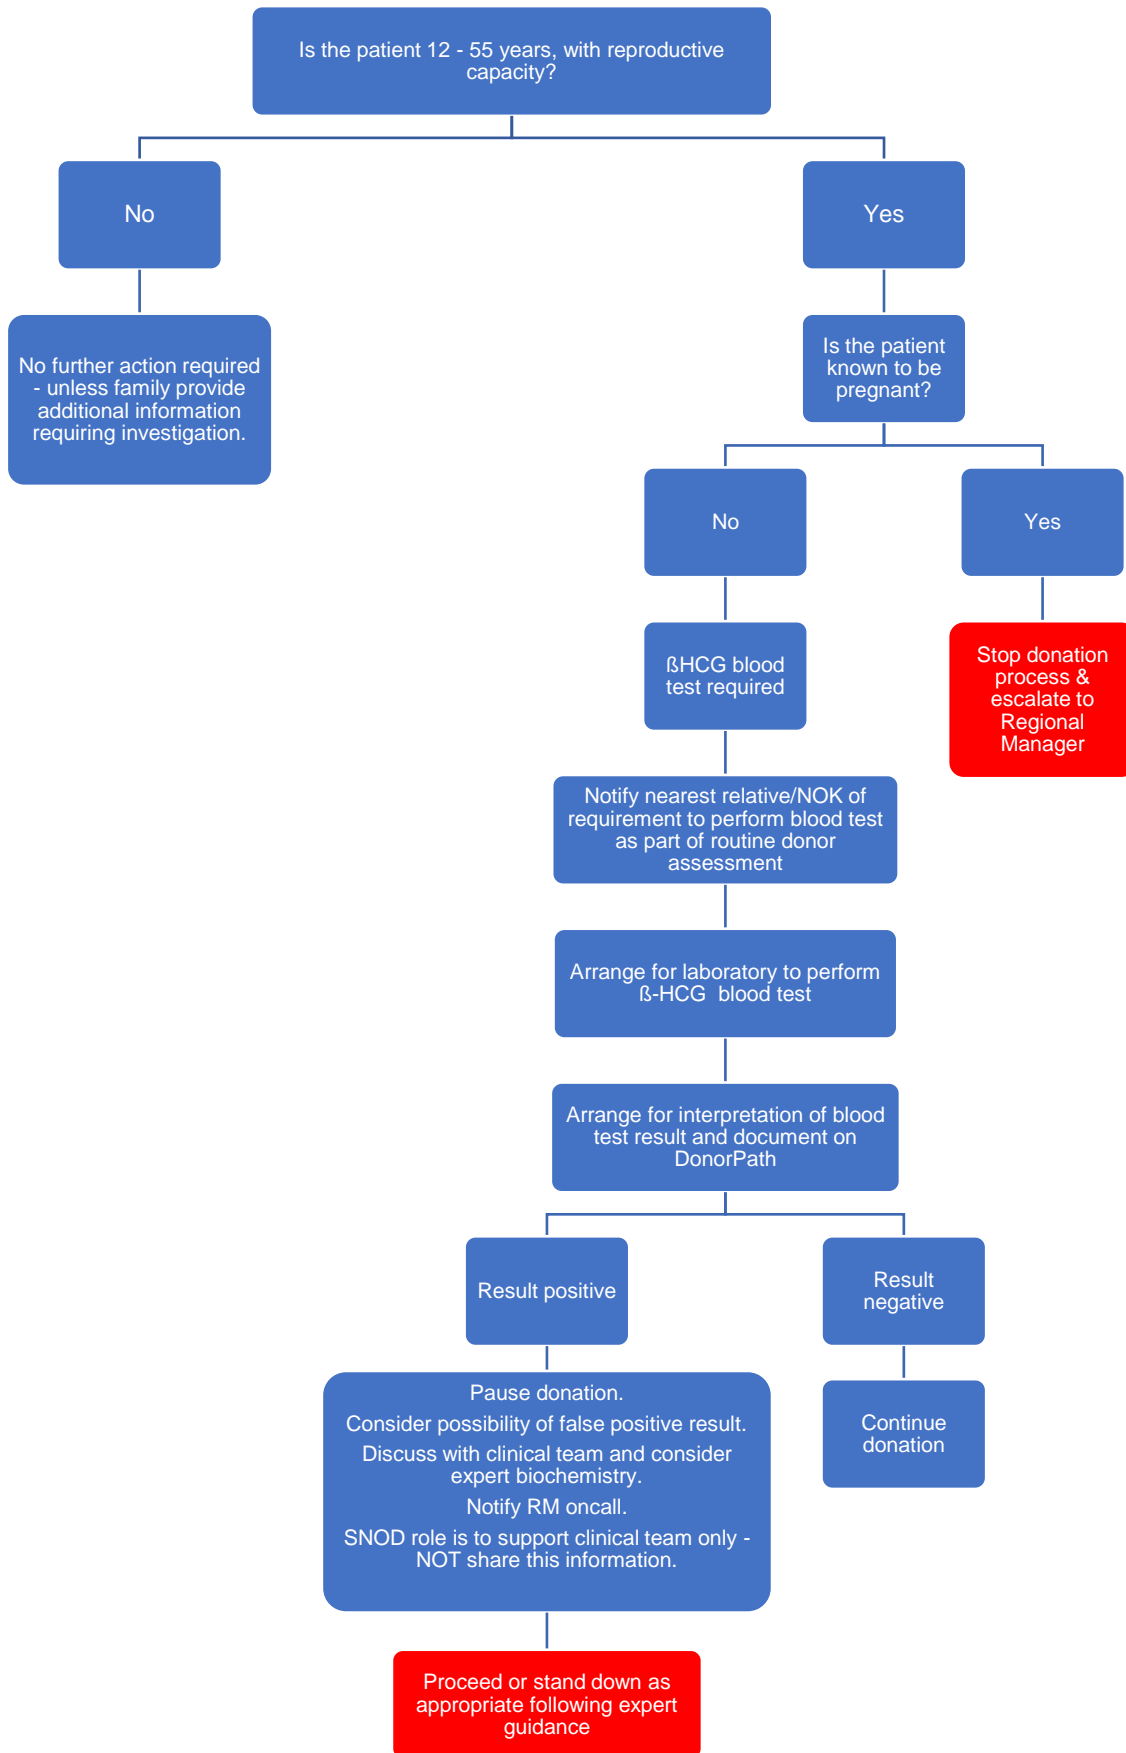 Is the patient 12 - 55 years, with reproductive
capacity?
No
Yes
No further action required
- unless family provide
additional information
requiring investigation.
Is the patient
known to be
pregnant?
No
Yes
ßHCG blood
test required
Stop donation
process &
escalate to
Regional
Manager
Notify nearest relative/NOK of
requirement to perform blood test
as part of routine donor
assessment
Arrange for laboratory to perform
ß-HCG  blood test
Arrange for interpretation of blood
test result and document on
DonorPath
Result positive
Result
negative
Pause donation.
Consider possibility of false positive result.
Discuss with clinical team and consider
expert biochemistry.
Notify RM oncall.
SNOD role is to support clinical team only -
NOT share this information.
Continue
donation
Proceed or stand down as
appropriate following expert
guidance